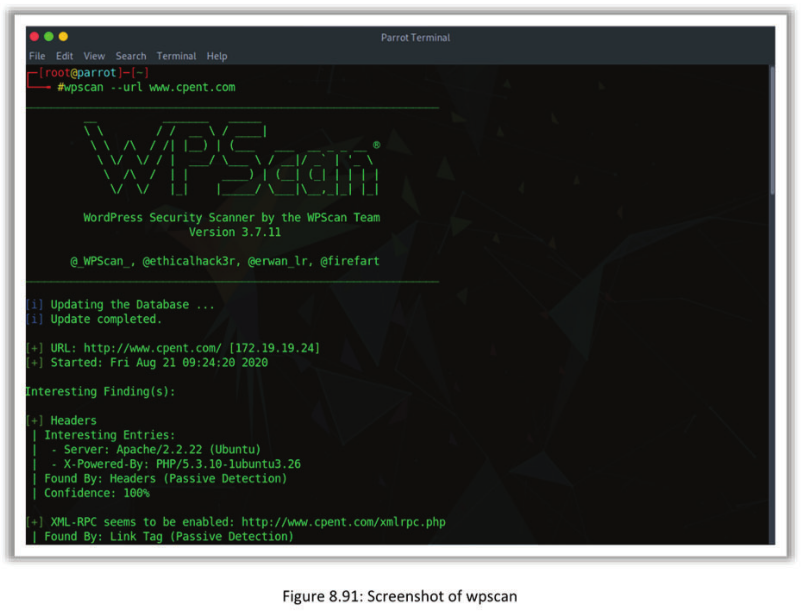 Parrot Terminal
File Edit View Search Terminal Help
┌─[root@parrot]─[~]
└──╼ #wpscan --url www.cpent.com
WPScan®
WordPress Security Scanner by the WPScan Team
Version 3.7.11
@_WPScan_, @ethicalhack3r, @erwan_lr, @firefart
[i] Updating the Database ...
[i] Update completed.
[+] URL: http://www.cpent.com/ [172.19.19.24]
[+] Started: Fri Aug 21 09:24:20 2020
Interesting Finding(s):
[+] Headers
| Interesting Entries:
| - Server: Apache/2.2.22 (Ubuntu)
| - X-Powered-By: PHP/5.3.10-1ubuntu3.26
| Found By: Headers (Passive Detection)
| Confidence: 100%
[+] XML-RPC seems to be enabled: http://www.cpent.com/xmlrpc.php
| Found By: Link Tag (Passive Detection)
Figure 8.91: Screenshot of wpscan